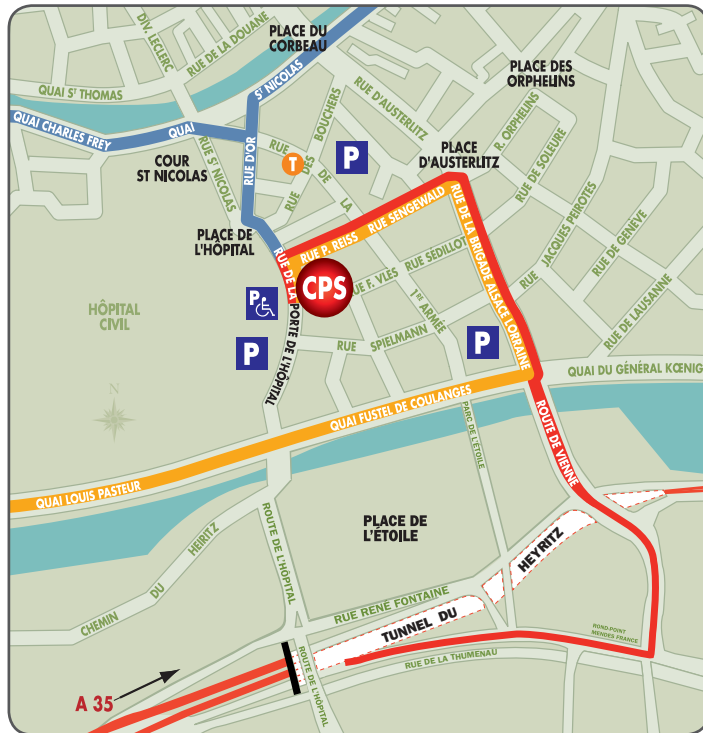 PLACE DU
CORBEAU
DIV. LECLERC
RUE DE LA DOUANE
PLACE DES
ORPHELINS
QUAI ST THOMAS
ST NICOLAS
RUE D'AUSTERLITZ
BOUCHERS
R. ORPHELINS
QUAI CHARLES FREY
QUAI
RUE D'OR
RUE
DES
DE
LA
T
P
PLACE
D'AUSTERLITZ
RUE DE SOLEURE
COUR
ST NICOLAS
RUE ST NICOLAS
RUE
PLACE DE
L'HÔPITAL
RUE P. REISS
RUE SENGEWALD
RUE DE LA BRIGADE ALSACE LORRAINE
RUE JACQUES PEIROTES
RUE DE GENÈVE
RUE DE LAUSANNE
RUE DE LA
PORTE DE L'HÔPITAL
CPS
RUE F. VLÈS
RUE SÉDILLOT
1RE ARMÉE
HÔPITAL
CIVIL
P
P
RUE SPIELMANN
P
QUAI DU GÉNÉRAL KŒNIG
N
QUAI FUSTEL DE COULANGES
PARC DE L'ÉTOILE
ROUTE DE VIENNE
QUAI LOUIS PASTEUR
PLACE DE
L'ÉTOILE
ROUTE DE L'HÔPITAL
CHEMIN DU HEIRITZ
RUE RENÉ FONTAINE
TUNNEL DU HEYRITZ
ROND-POINT
MENDES FRANCE
RUE DE LA THUMENAU
ROUTE DE L'HÔPITAL
A 35